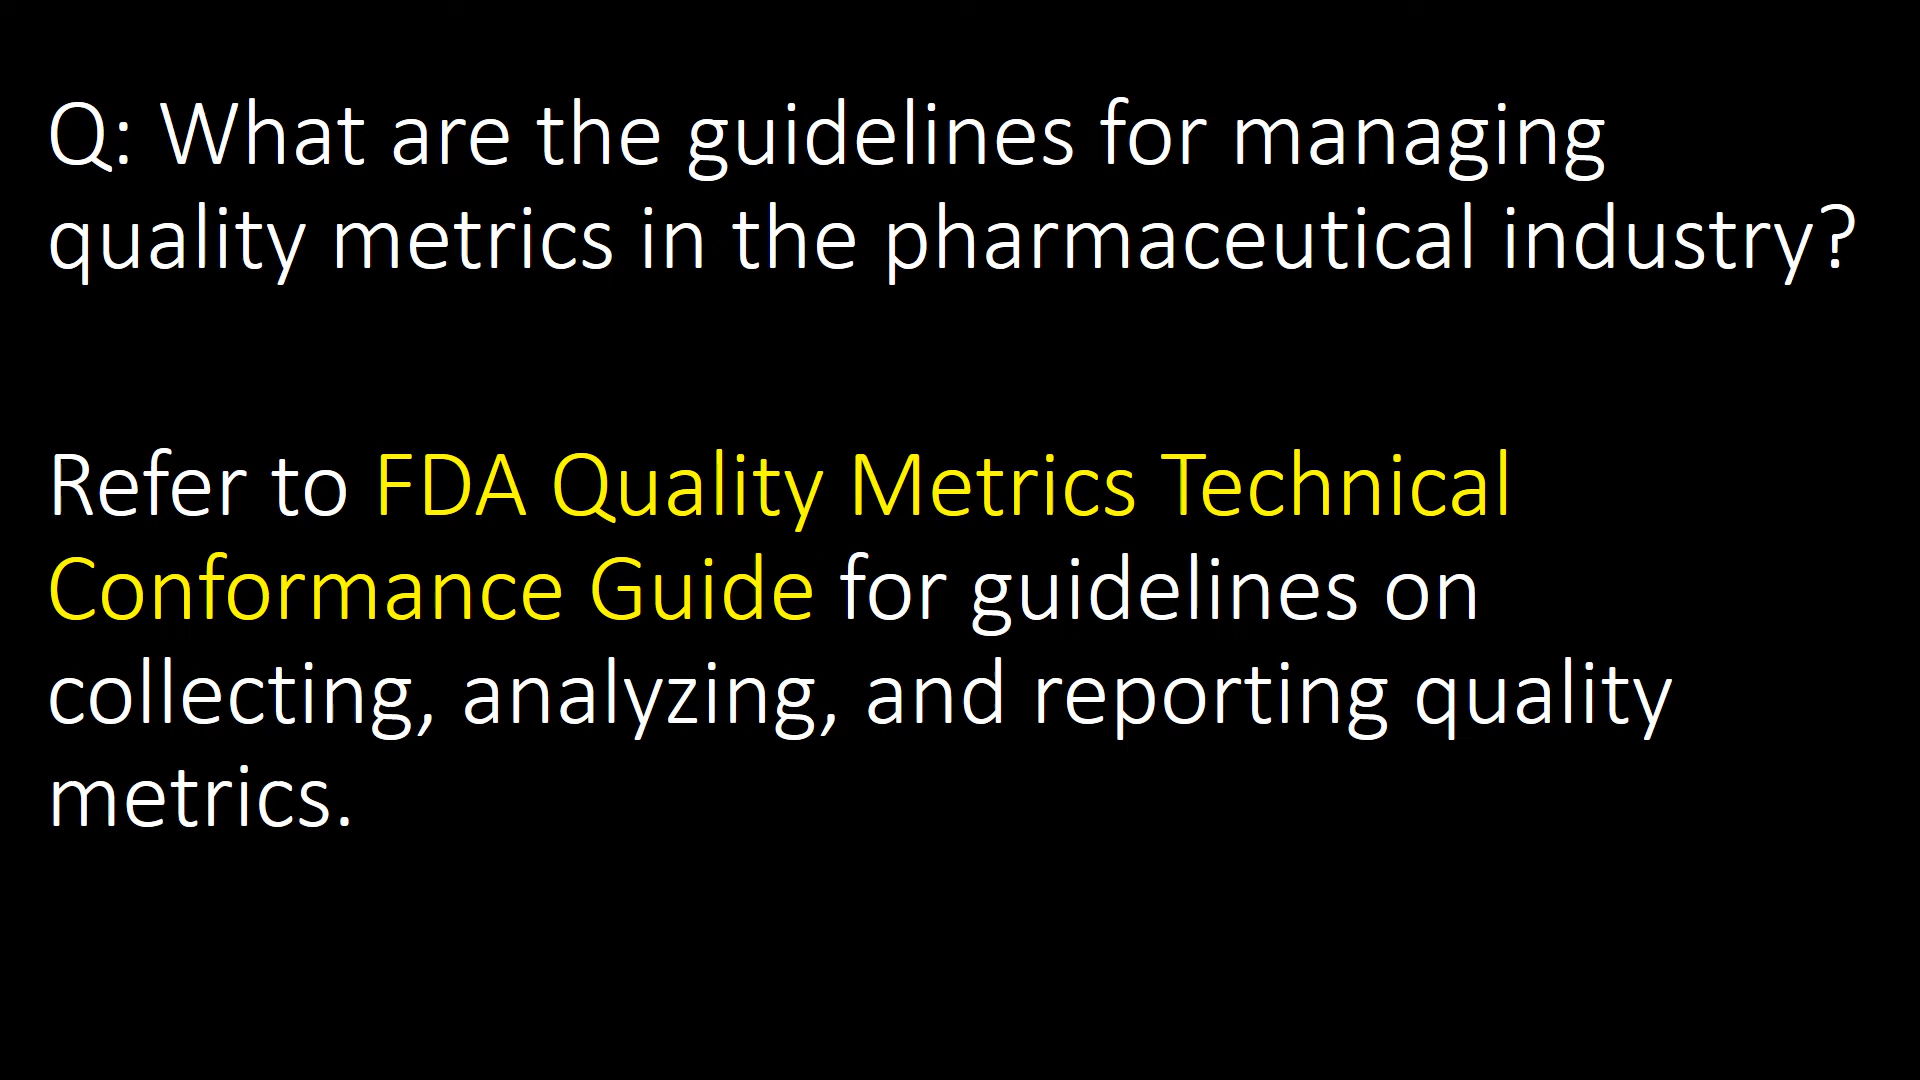 Q: What are the guidelines for managing
quality metrics in the pharmaceutical industry?
Refer to FDA Quality Metrics Technical
Conformance Guide for guidelines on
collecting, analyzing, and reporting quality
metrics.